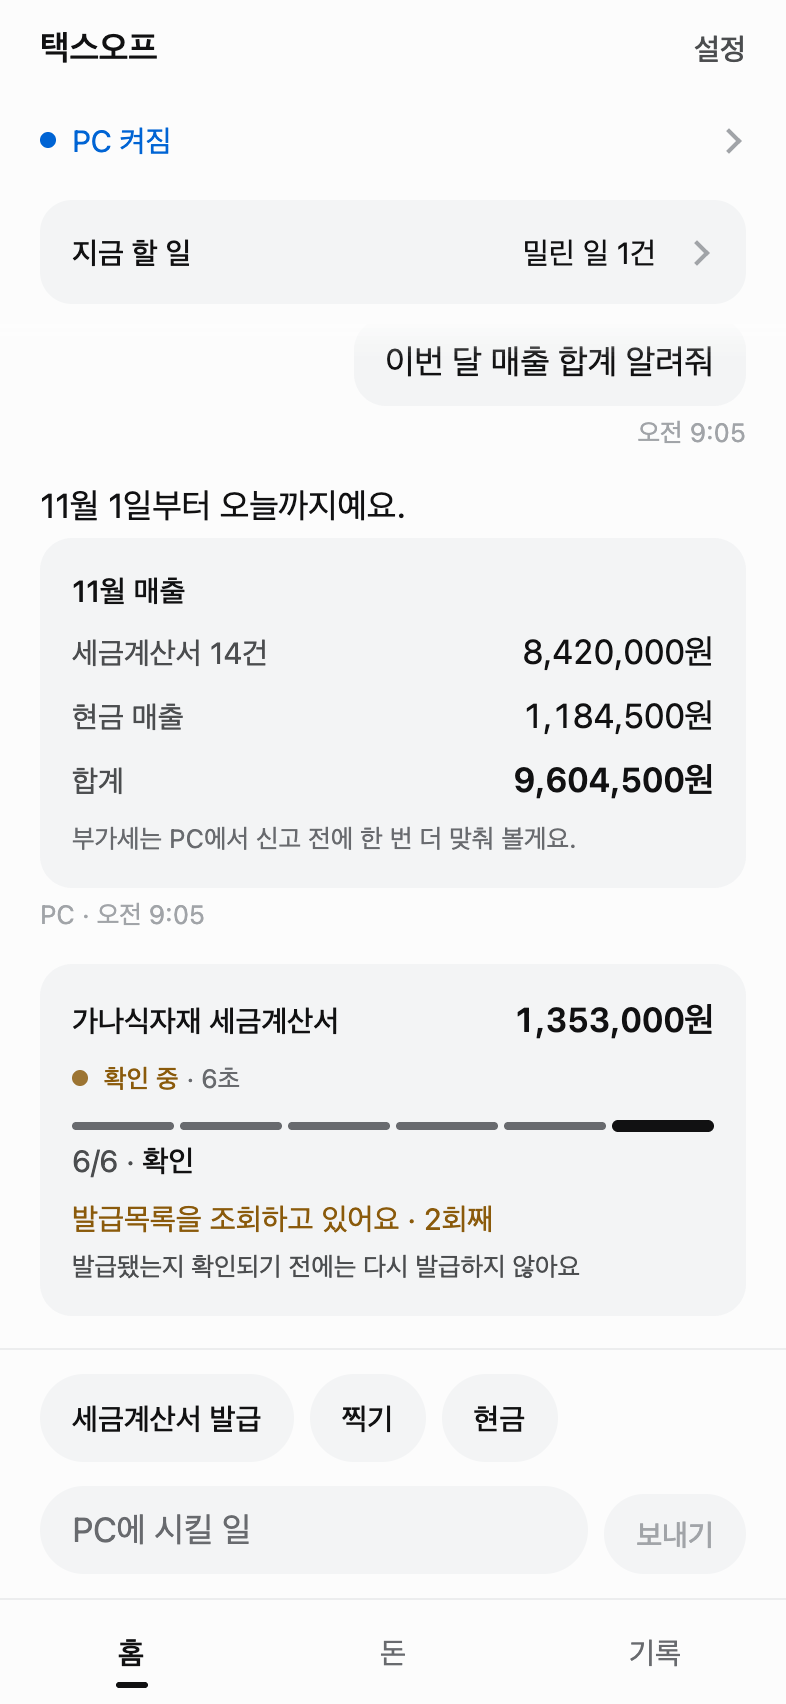 택스오프
설정
PC 켜짐
지금 할 일
밀린 일 1건
이번 달 매출 합계 알려줘
오전 9:05
11월 1일부터 오늘까지예요.
11월 매출
세금계산서 14건
8,420,000원
현금 매출
1,184,500원
합계
9,604,500원
부가세는 PC에서 신고 전에 한 번 더 맞춰 볼게요.
PC · 오전 9:05
가나식자재 세금계산서
1,353,000원
확인 중 · 6초
6/6 · 확인
발급목록을 조회하고 있어요 · 2회째
발급됐는지 확인되기 전에는 다시 발급하지 않아요
세금계산서 발급
찍기
현금
PC에 시킬 일
보내기
홈
돈
기록